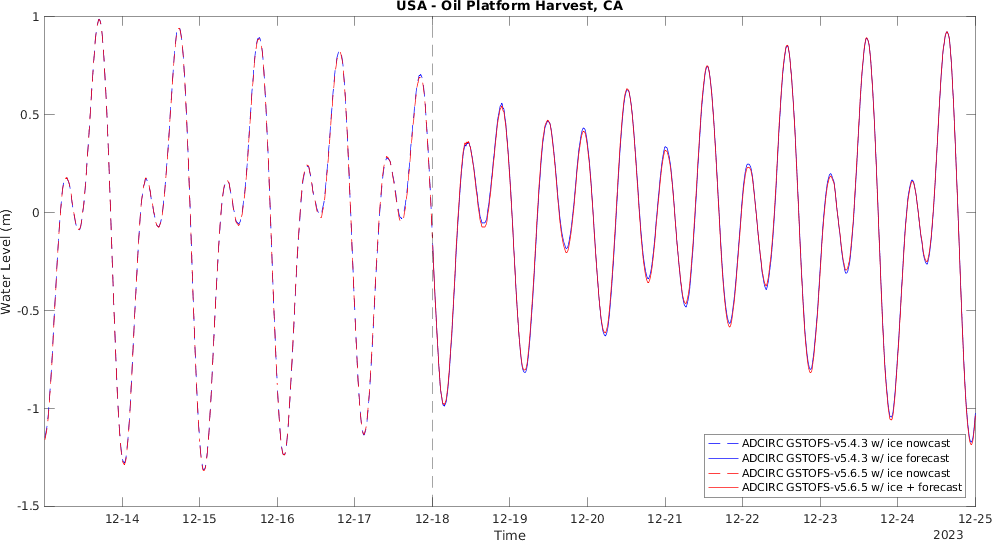 USA - Oil Platform Harvest, CA
1
0.5
0
-0.5
-1
-1.5
Water Level (m)
ADCIRC GSTOFS-v5.4.3 w/ ice nowcast
ADCIRC GSTOFS-v5.4.3 w/ ice forecast
ADCIRC GSTOFS-v5.6.5 w/ ice nowcast
ADCIRC GSTOFS-v5.6.5 w/ ice + forecast
12-14 12-15 12-16 12-17 12-18 12-19 12-20 12-21 12-22 12-23 12-24 12-25
Time
2023